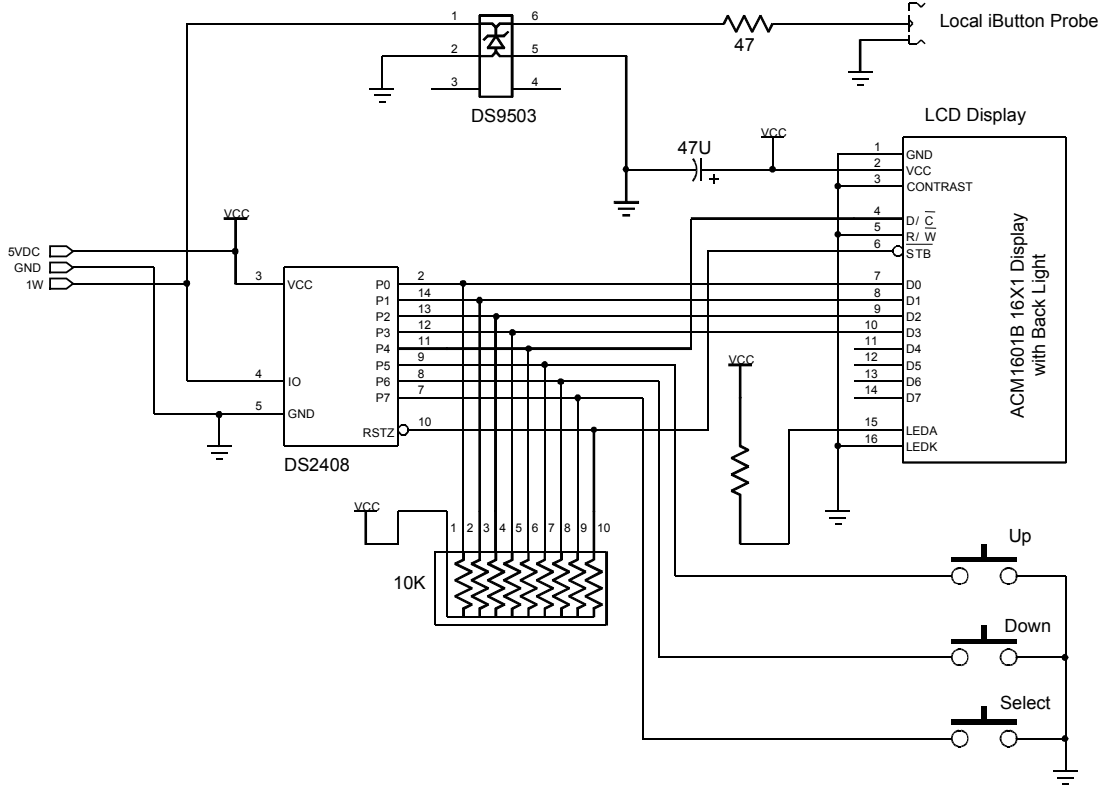 1
6
2
5
3
4
DS9503
47
Local iButton Probe
LCD Display
47U
+
VCC
1
GND
2
VCC
3
CONTRAST
4
D/ C̅
5
R/ W̅
6
S̅T̅B̅
7
D0
8
D1
9
D2
10
D3
11
D4
12
D5
13
D6
14
D7
15
LEDA
16
LEDK
ACM1601B 16X1 Display
with Back Light
VCC
5VDC
GND
1W
3
VCC
4
IO
5
GND
P0
2
P1
14
P2
13
P3
12
P4
11
P5
9
P6
8
P7
7
RSTZ
10
DS2408
VCC
VCC
1 2 3 4 5 6 7 8 9 10
10K
Up
Down
Select